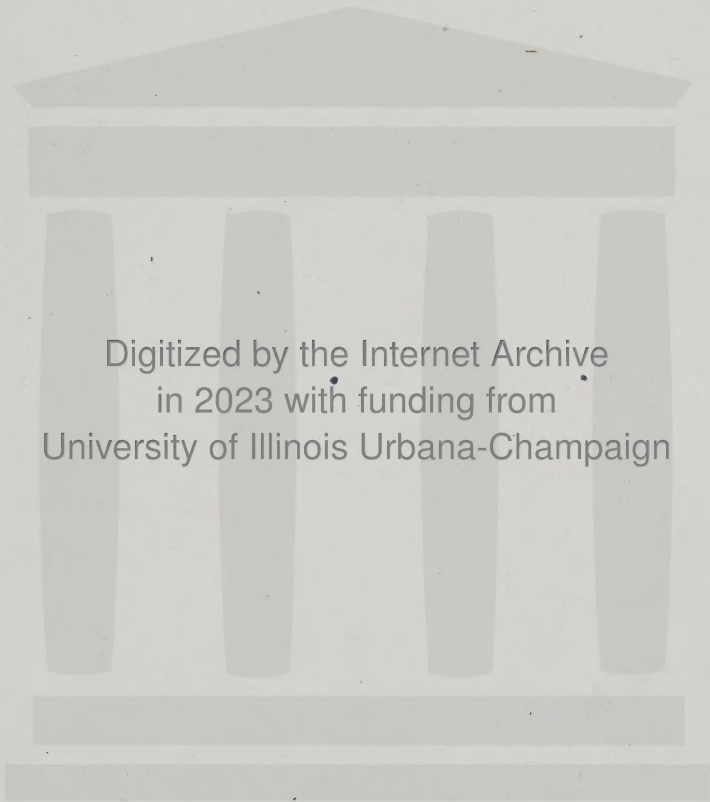 Digitized by the Internet Archive
in 2023 with funding from
University of Illinois Urbana-Champaign